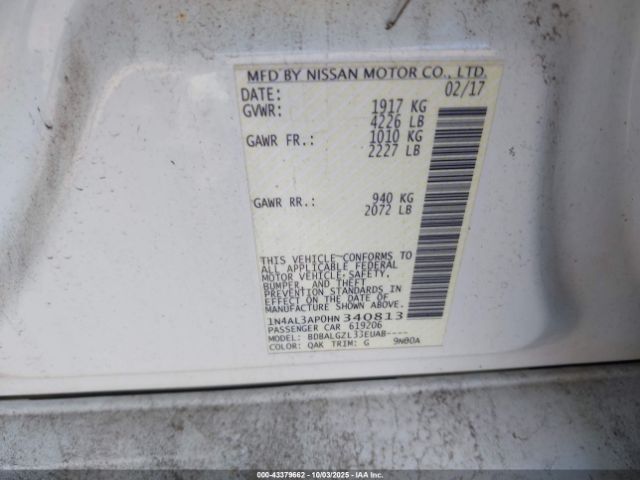 MFD BY NISSAN MOTOR CO., LTD.
DATE: 02/17
GVWR: 1917 KG
4226 LB
GAWR FR.: 1010 KG
2227 LB
GAWR RR.: 940 KG
2072 LB
THIS VEHICLE CONFORMS TO
ALL APPLICABLE FEDERAL
MOTOR VEHICLE SAFETY,
BUMPER, AND THEFT
PREVENTION STANDARDS IN
EFFECT ON THE DATE OF
MANUFACTURE SHOWN ABOVE.
1N4AL3AP0HN340813
PASSENGER CAR 619206
MODEL: BDBALGZL33EUAB----
COLOR: QAK TRIM: G 9N00A
000-43379662 - 10/03/2025 - IAA Inc.